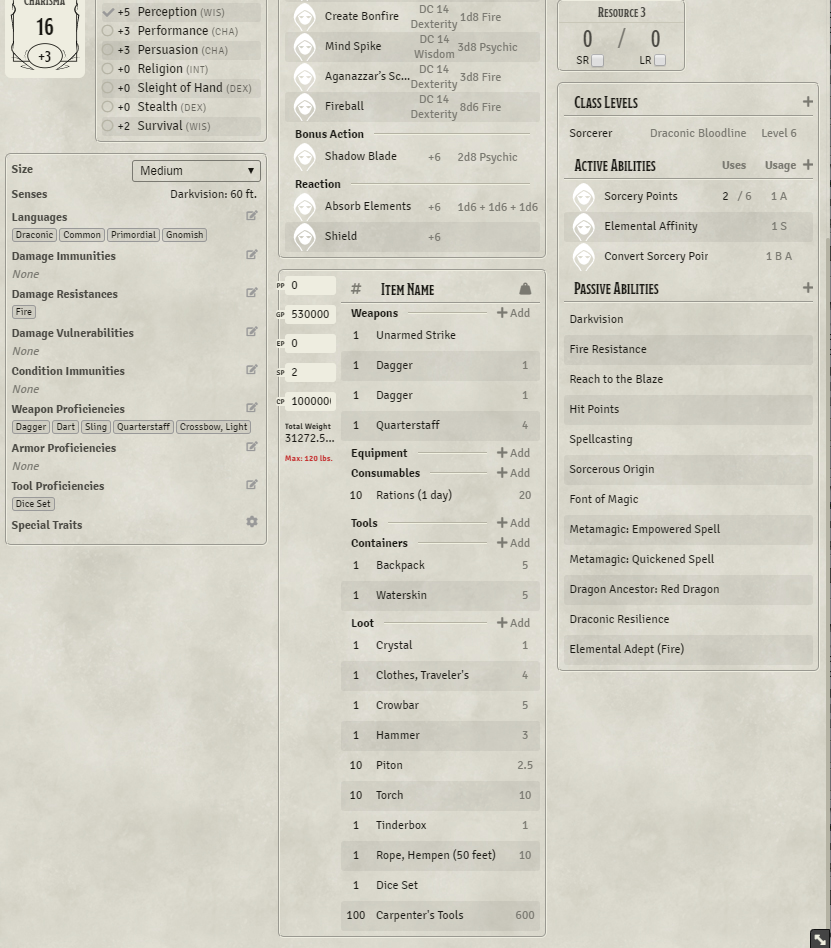 CHARISMA
16
+3
+5 Perception (WIS)
+3 Performance (CHA)
+3 Persuasion (CHA)
+0 Religion (INT)
+0 Sleight of Hand (DEX)
+0 Stealth (DEX)
+2 Survival (WIS)
Size Medium
Senses Darkvision: 60 ft.
Languages
Draconic Common Primordial Gnomish
Damage Immunities
None
Damage Resistances
Fire
Damage Vulnerabilities
None
Condition Immunities
None
Weapon Proficiencies
Dagger Dart Sling Quarterstaff Crossbow, Light
Armor Proficiencies
None
Tool Proficiencies
Dice Set
Special Traits
Create Bonfire DC 14 Dexterity 1d8 Fire
Mind Spike DC 14 Wisdom 3d8 Psychic
Aganazzar's Sc... DC 14 Dexterity 3d8 Fire
Fireball DC 14 Dexterity 8d6 Fire
Bonus Action
Shadow Blade +6 2d8 Psychic
Reaction
Absorb Elements +6 1d6 + 1d6 + 1d6
Shield +6
PP 0
GP 530000
EP 0
SP 2
CP 1000000
Total Weight
31272.5...
Max: 120 lbs.
# ITEM NAME
Weapons + Add
1 Unarmed Strike
1 Dagger 1
1 Dagger 1
1 Quarterstaff 4
Equipment + Add
Consumables + Add
10 Rations (1 day) 20
Tools + Add
Containers + Add
1 Backpack 5
1 Waterskin 5
Loot + Add
1 Crystal 1
1 Clothes, Traveler's 4
1 Crowbar 5
1 Hammer 3
10 Piton 2.5
10 Torch 10
1 Tinderbox 1
1 Rope, Hempen (50 feet) 10
1 Dice Set
100 Carpenter's Tools 600
RESOURCE 3
0 / 0
SR LR
CLASS LEVELS +
Sorcerer Draconic Bloodline Level 6
ACTIVE ABILITIES Uses Usage +
Sorcery Points 2 / 6 1 A
Elemental Affinity 1 S
Convert Sorcery Poir 1 B A
PASSIVE ABILITIES +
Darkvision
Fire Resistance
Reach to the Blaze
Hit Points
Spellcasting
Sorcerous Origin
Font of Magic
Metamagic: Empowered Spell
Metamagic: Quickened Spell
Dragon Ancestor: Red Dragon
Draconic Resilience
Elemental Adept (Fire)